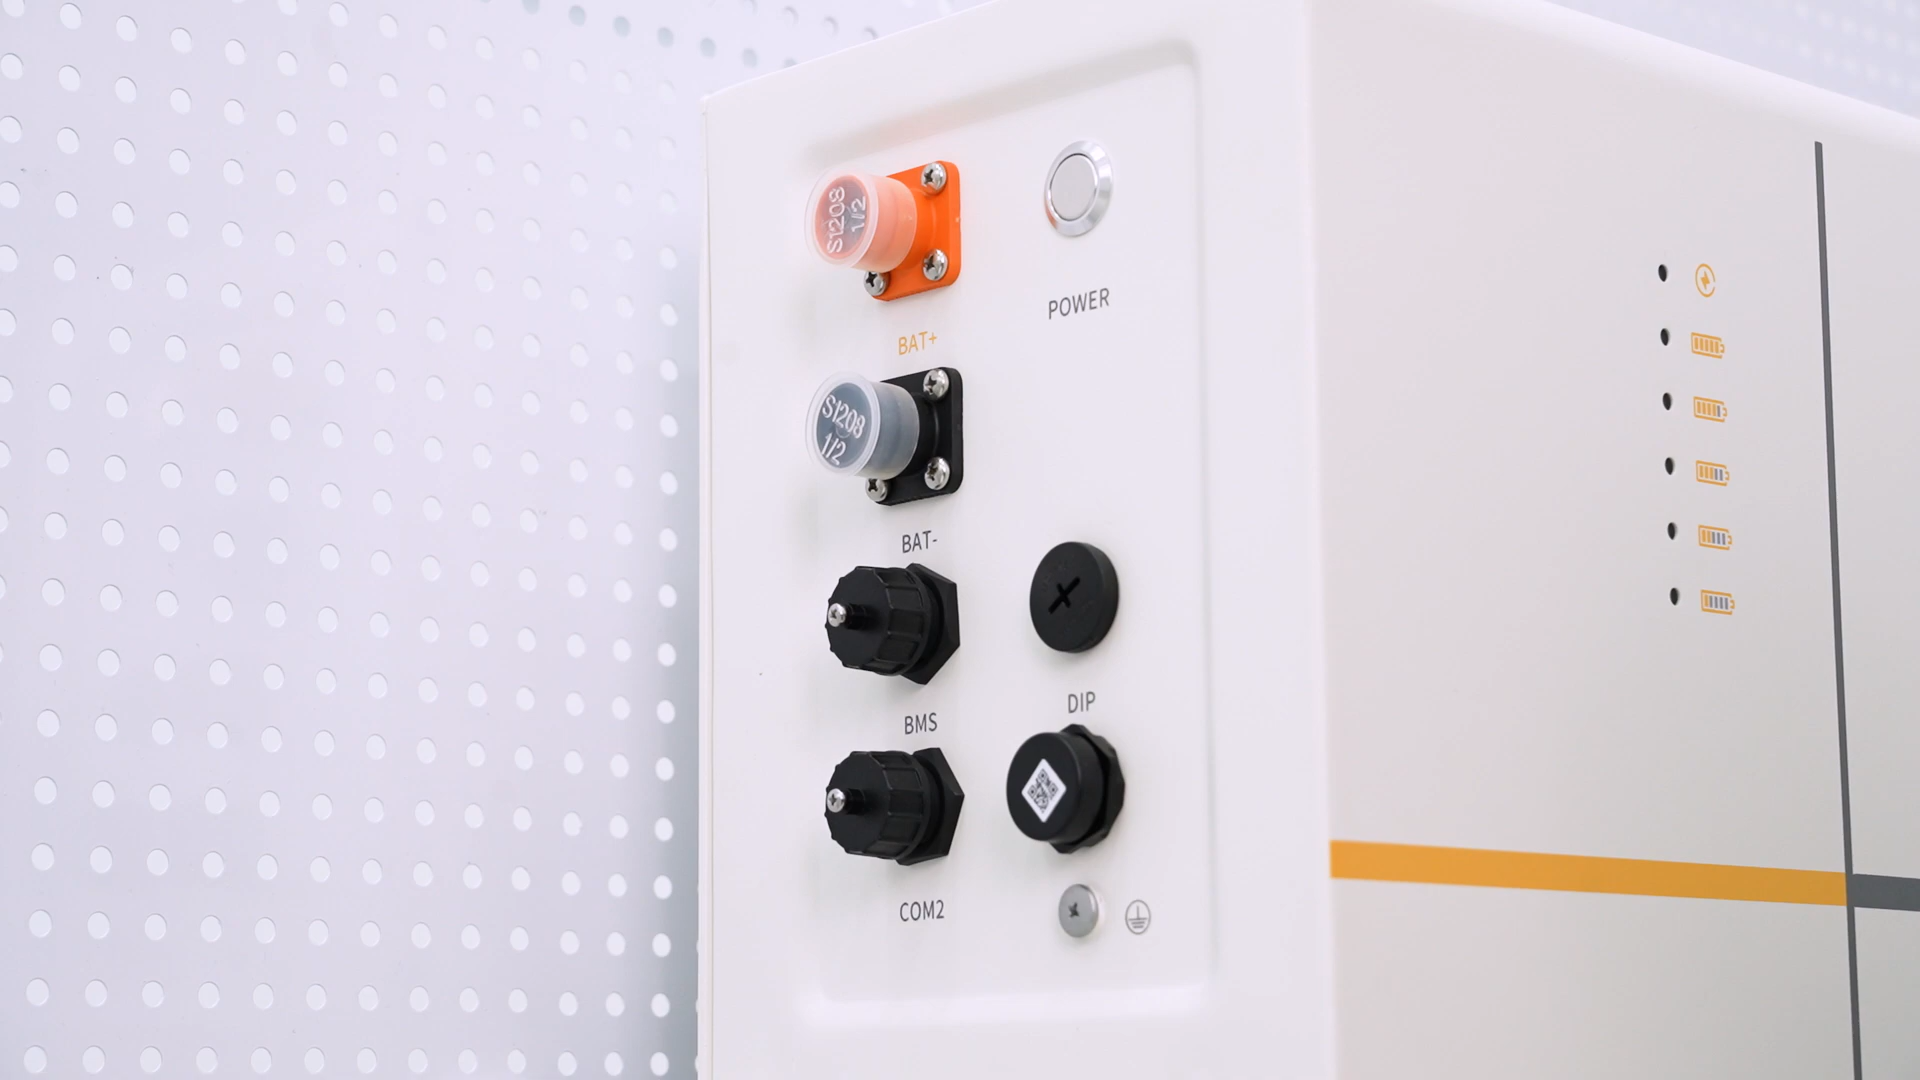 S1208
1/2
POWER
BAT+
S1208
1/2
BAT-
BMS
DIP
COM2